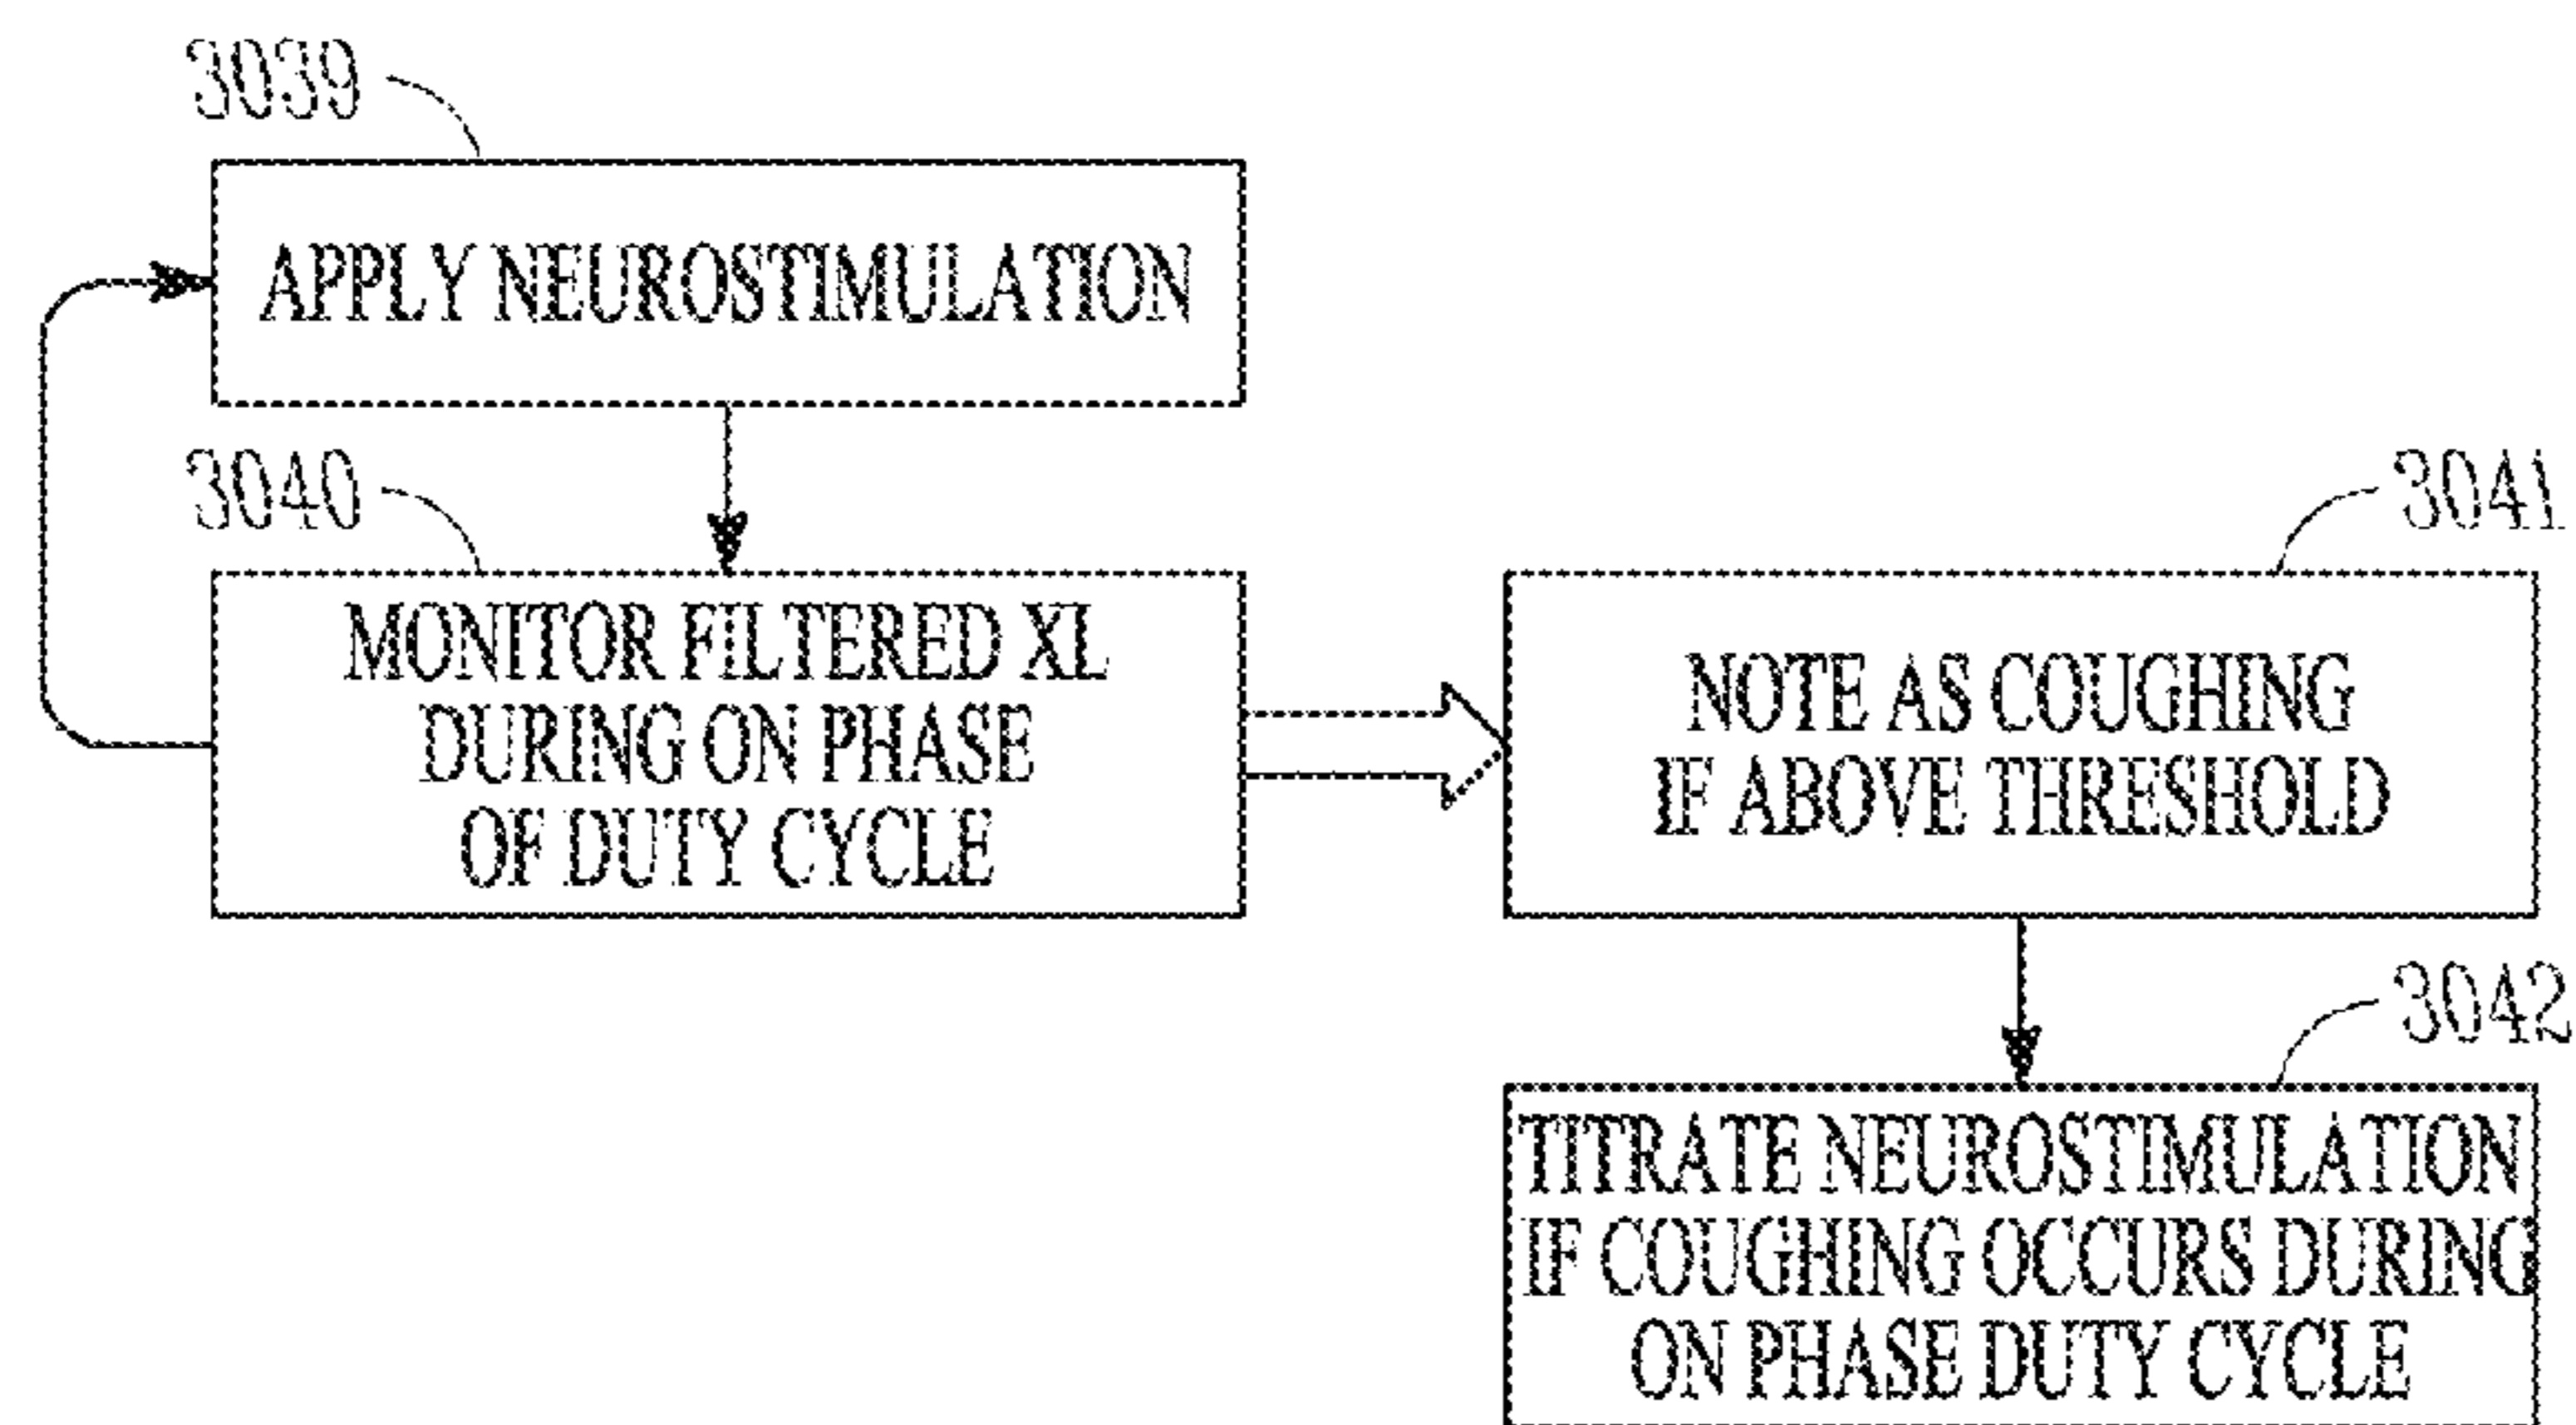 3039
APPLY NEUROSTIMULATION
3040
MONITOR FILTERED XL
DURING ON PHASE
OF DUTY CYCLE
3041
NOTE AS COUGHING
IF ABOVE THRESHOLD
3042
TITRATE NEUROSTIMULATION
IF COUGHING OCCURS DURING
ON PHASE DUTY CYCLE